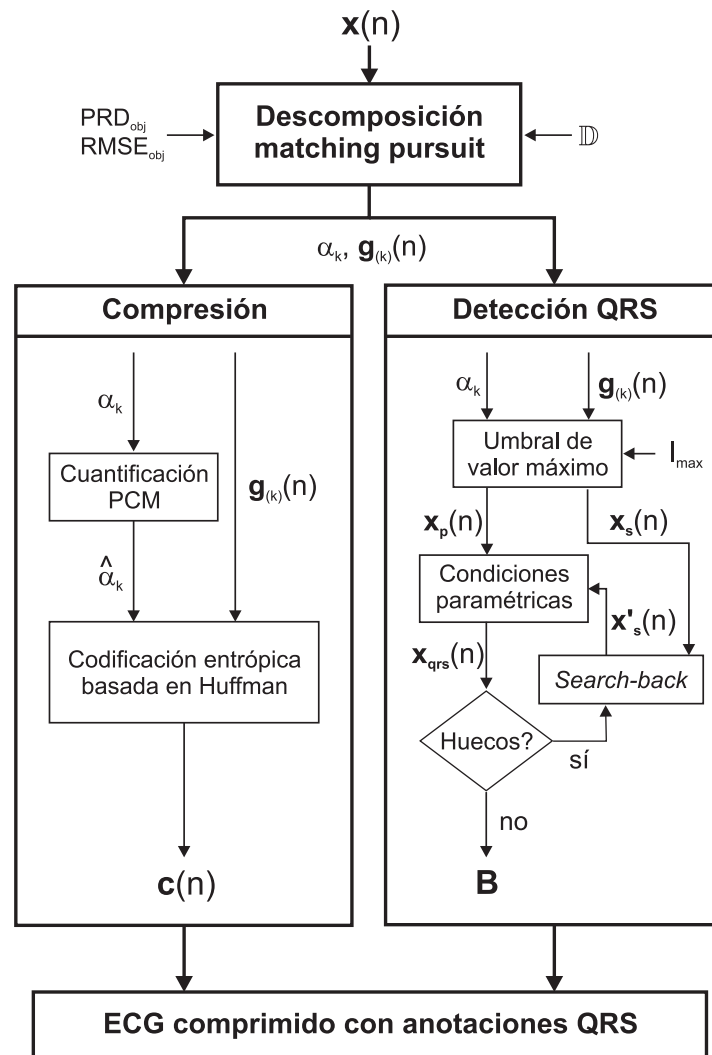 x(n)
Descomposición
matching pursuit
PRD_obj
RMSE_obj
𝔻
α_k, g_(k)(n)
Compresión
α_k
Cuantificación
PCM
g_(k)(n)
α̂_k
Codificación entrópica
basada en Huffman
c(n)
Detección QRS
α_k
g_(k)(n)
Umbral de
valor máximo
I_max
x_p(n)
x_s(n)
Condiciones
paramétricas
x'_s(n)
x_qrs(n)
Search-back
Huecos?
sí
no
B
ECG comprimido con anotaciones QRS